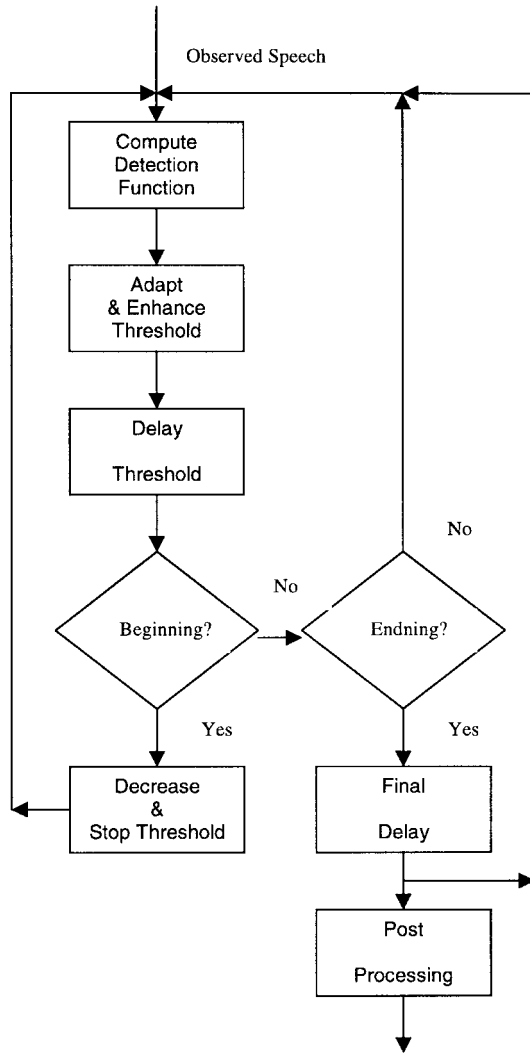 Observed Speech
Compute
Detection
Function
Adapt
& Enhance
Threshold
Delay
Threshold
Beginning?
No
Endning?
No
Yes
Yes
Decrease
&
Stop Threshold
Final
Delay
Post
Processing